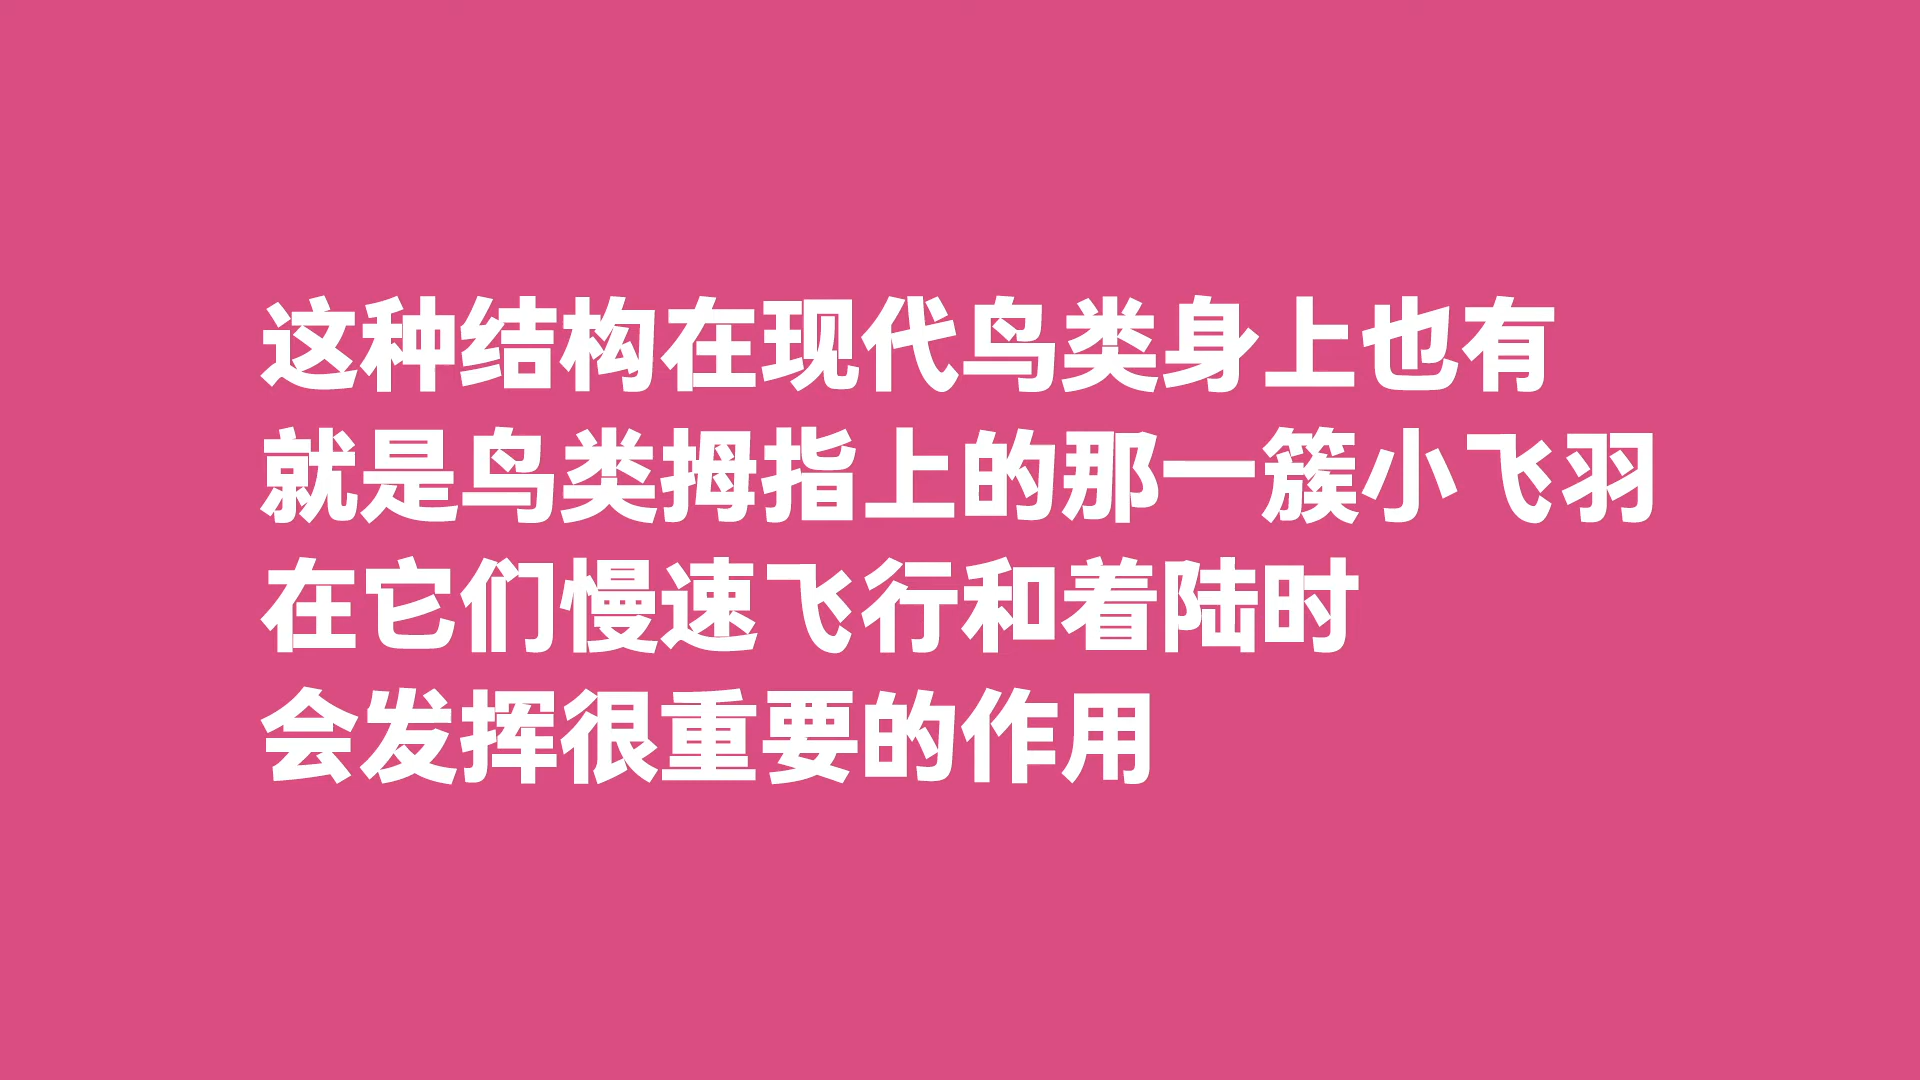 这种结构在现代鸟类身上也有
就是鸟类拇指上的那一簇小飞羽
在它们慢速飞行和着陆时
会发挥很重要的作用